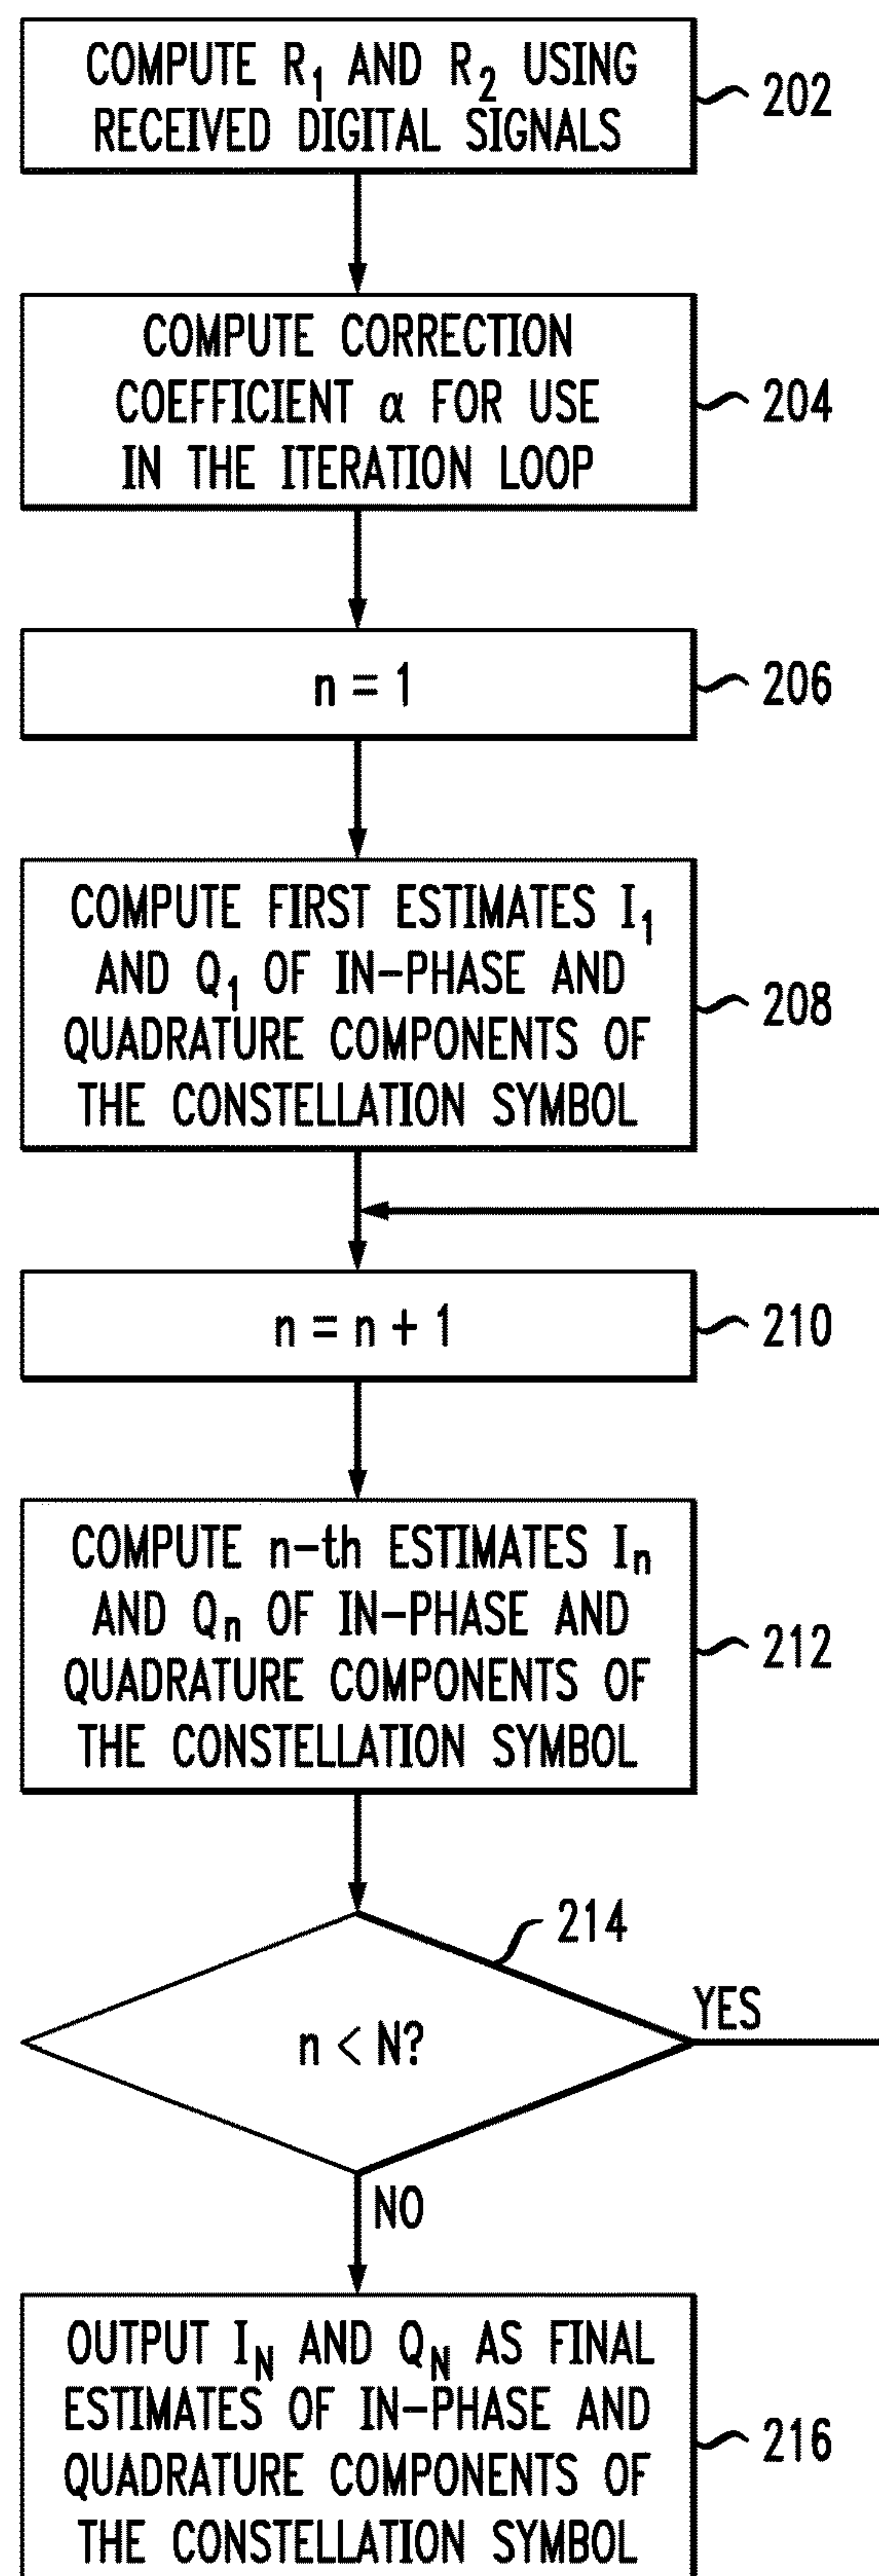 COMPUTE R1 AND R2 USING
RECEIVED DIGITAL SIGNALS
202
COMPUTE CORRECTION
COEFFICIENT α FOR USE
IN THE ITERATION LOOP
204
n = 1
206
COMPUTE FIRST ESTIMATES I1
AND Q1 OF IN-PHASE AND
QUADRATURE COMPONENTS OF
THE CONSTELLATION SYMBOL
208
n = n + 1
210
COMPUTE n-th ESTIMATES In
AND Qn OF IN-PHASE AND
QUADRATURE COMPONENTS OF
THE CONSTELLATION SYMBOL
212
214
n < N?
YES
NO
OUTPUT IN AND QN AS FINAL
ESTIMATES OF IN-PHASE AND
QUADRATURE COMPONENTS OF
THE CONSTELLATION SYMBOL
216